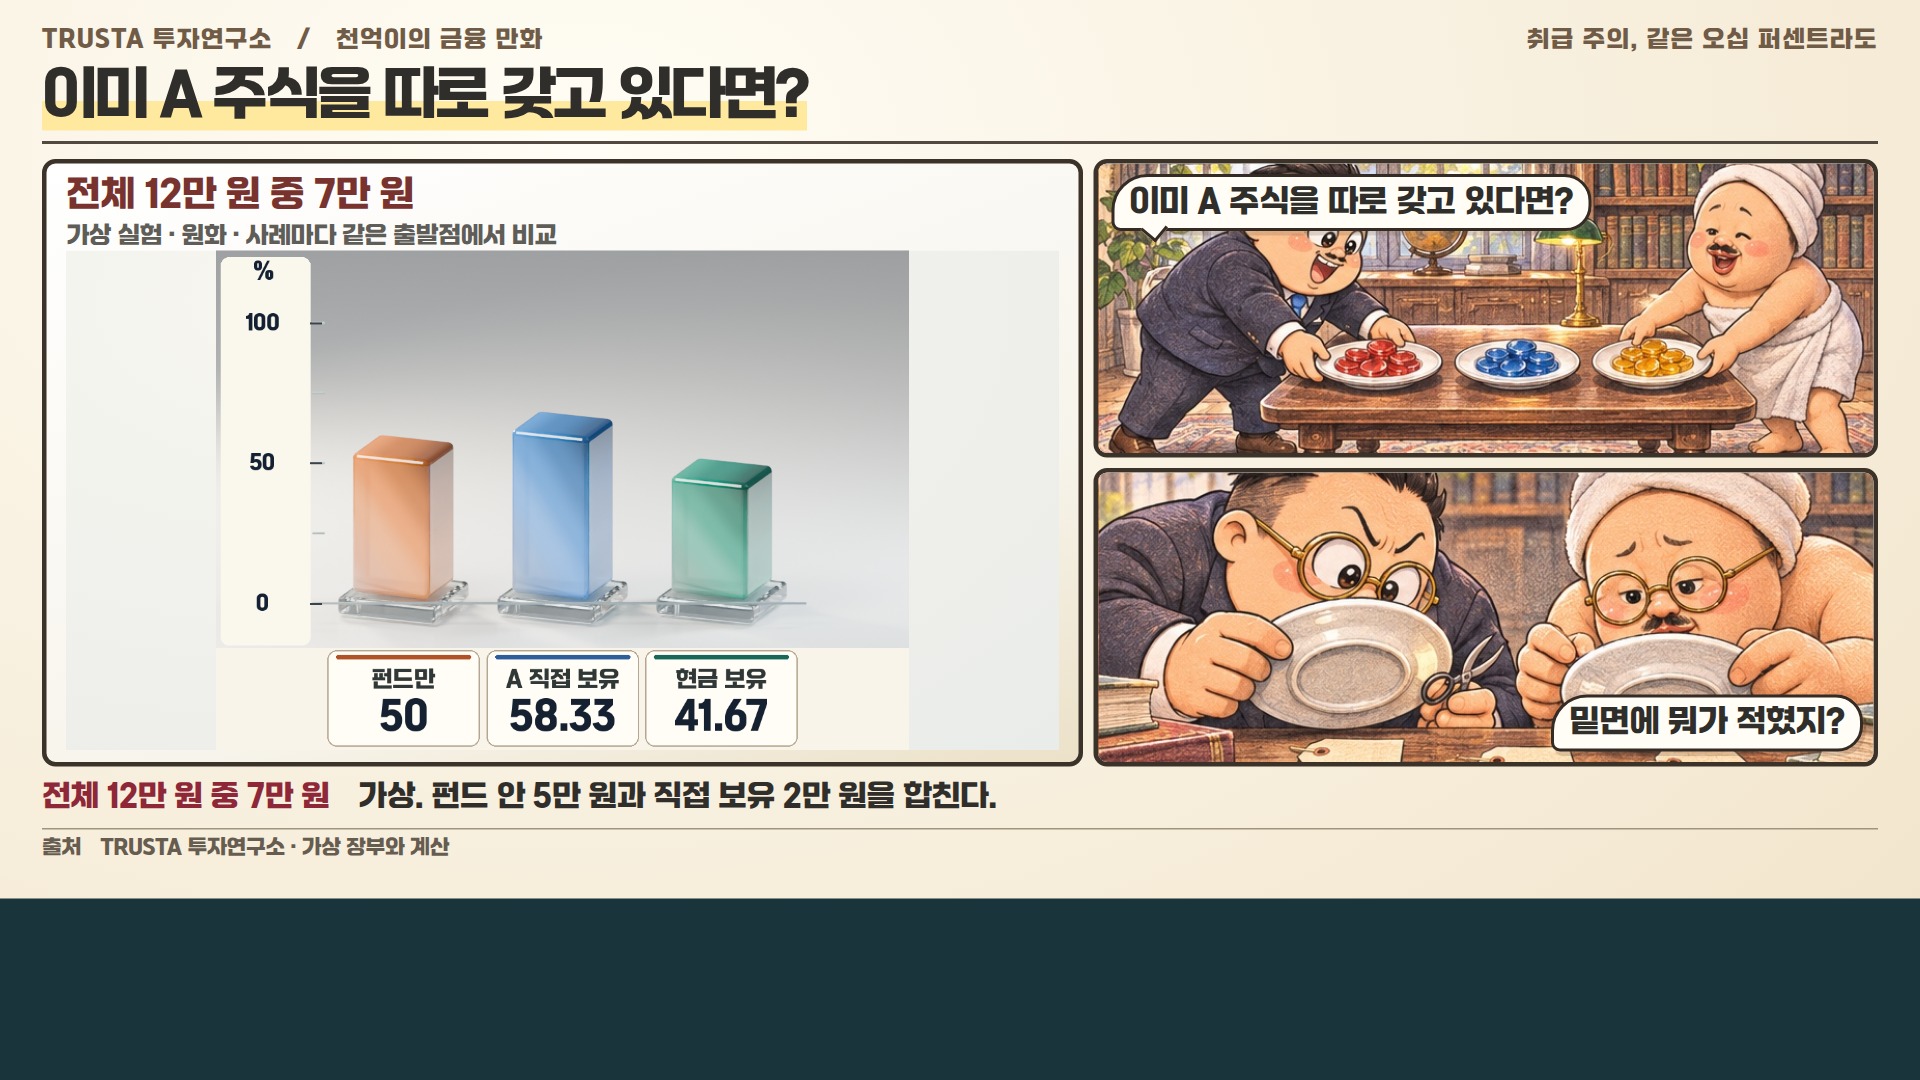 TRUSTA 투자연구소 / 천억이의 금융 만화
취급 주의, 같은 오십 퍼센트라도
이미 A 주식을 따로 갖고 있다면?
전체 12만 원 중 7만 원
가상 실험 · 원화 · 사례마다 같은 출발점에서 비교
%
100
50
0
펀드만
50
A 직접 보유
58.33
현금 보유
41.67
이미 A 주식을 따로 갖고 있다면?
밑면에 뭐가 적혔지?
전체 12만 원 중 7만 원 가상. 펀드 안 5만 원과 직접 보유 2만 원을 합친다.
출처 TRUSTA 투자연구소 · 가상 장부와 계산